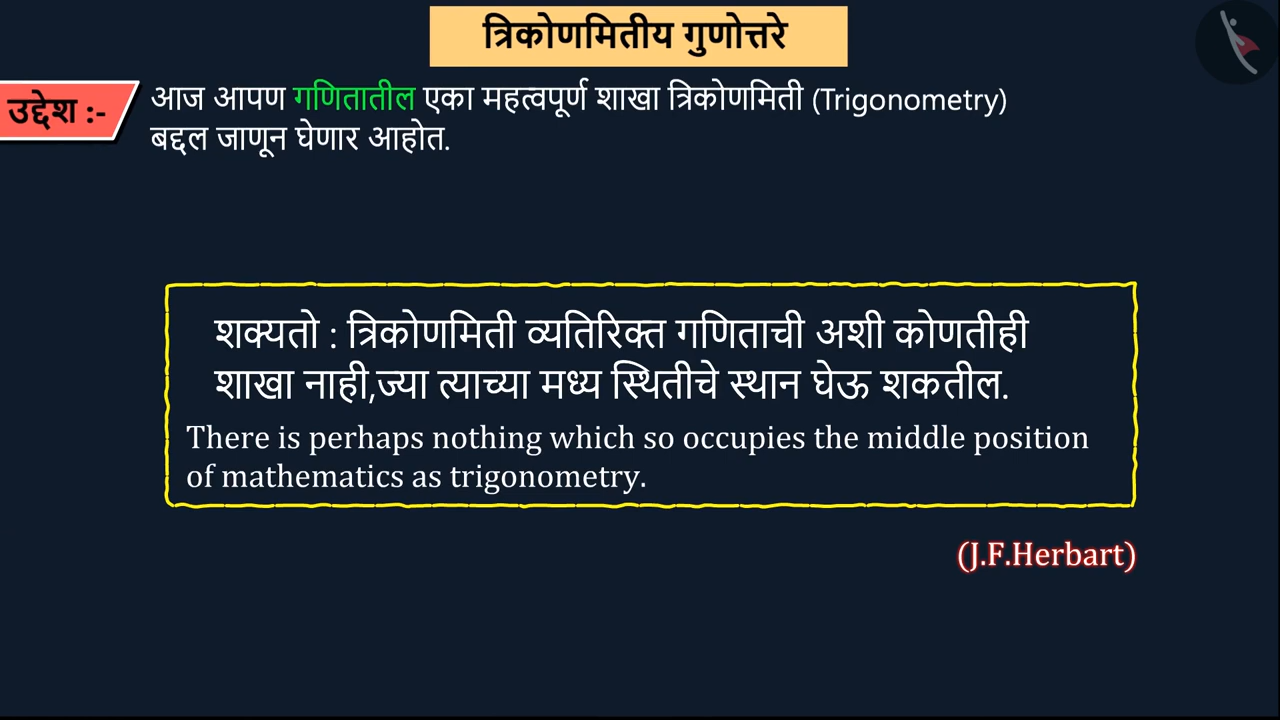 त्रिकोणमितीय गुणोत्तरे
उद्देश :-
आज आपण गणितातील एका महत्वपूर्ण शाखा त्रिकोणमिती (Trigonometry)
बद्दल जाणून घेणार आहोत.
शक्यतो : त्रिकोणमिती व्यतिरिक्त गणिताची अशी कोणतीही
शाखा नाही,ज्या त्याच्या मध्य स्थितीचे स्थान घेऊ शकतील.
There is perhaps nothing which so occupies the middle position
of mathematics as trigonometry.
(J.F.Herbart)